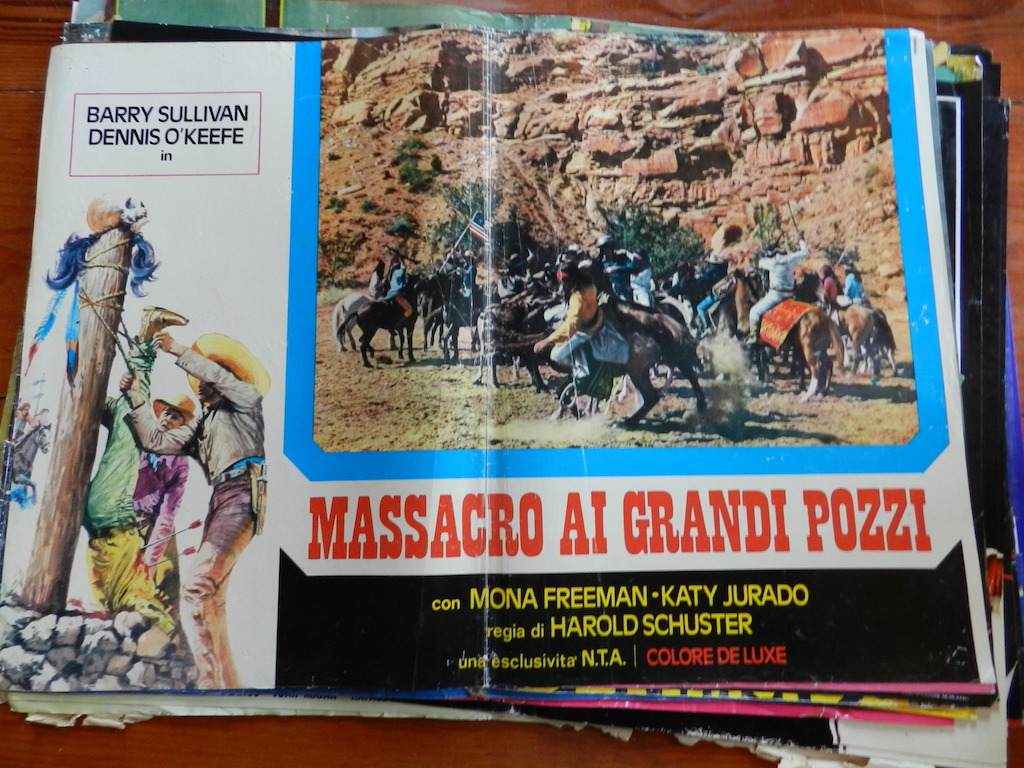 BARRY SULLIVAN
DENNIS O'KEEFE
in
MASSACRO AI GRANDI POZZI
con MONA FREEMAN • KATY JURADO
regia di HAROLD SCHUSTER
una esclusività N.T.A. | COLORE DE LUXE